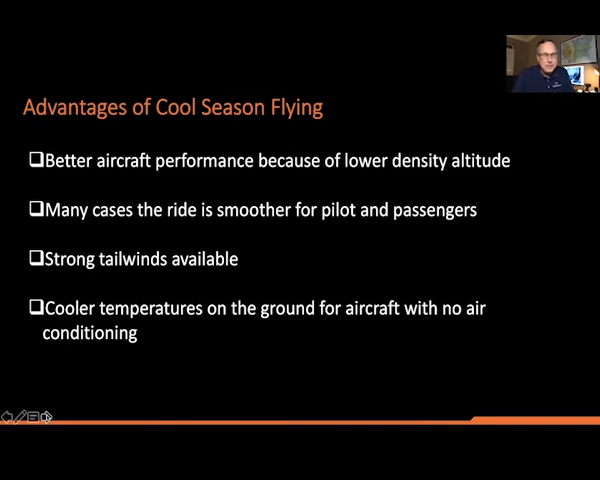 Advantages of Cool Season Flying
❑Better aircraft performance because of lower density altitude
❑Many cases the ride is smoother for pilot and passengers
❑Strong tailwinds available
❑Cooler temperatures on the ground for aircraft with no air
conditioning